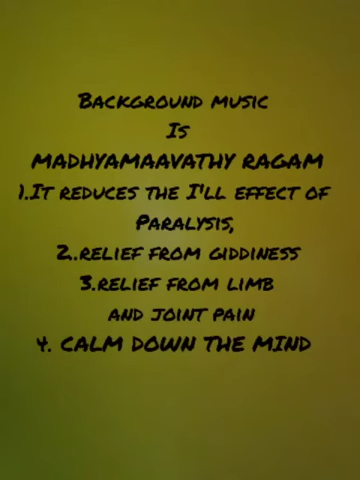 Background music
Is
MADHYAMAAVATHY RAGAM
1.It reduces the I'll effect of
Paralysis,
2..relief from giddiness
3.relief from limb
and joint pain
4. CALM DOWN THE MIND